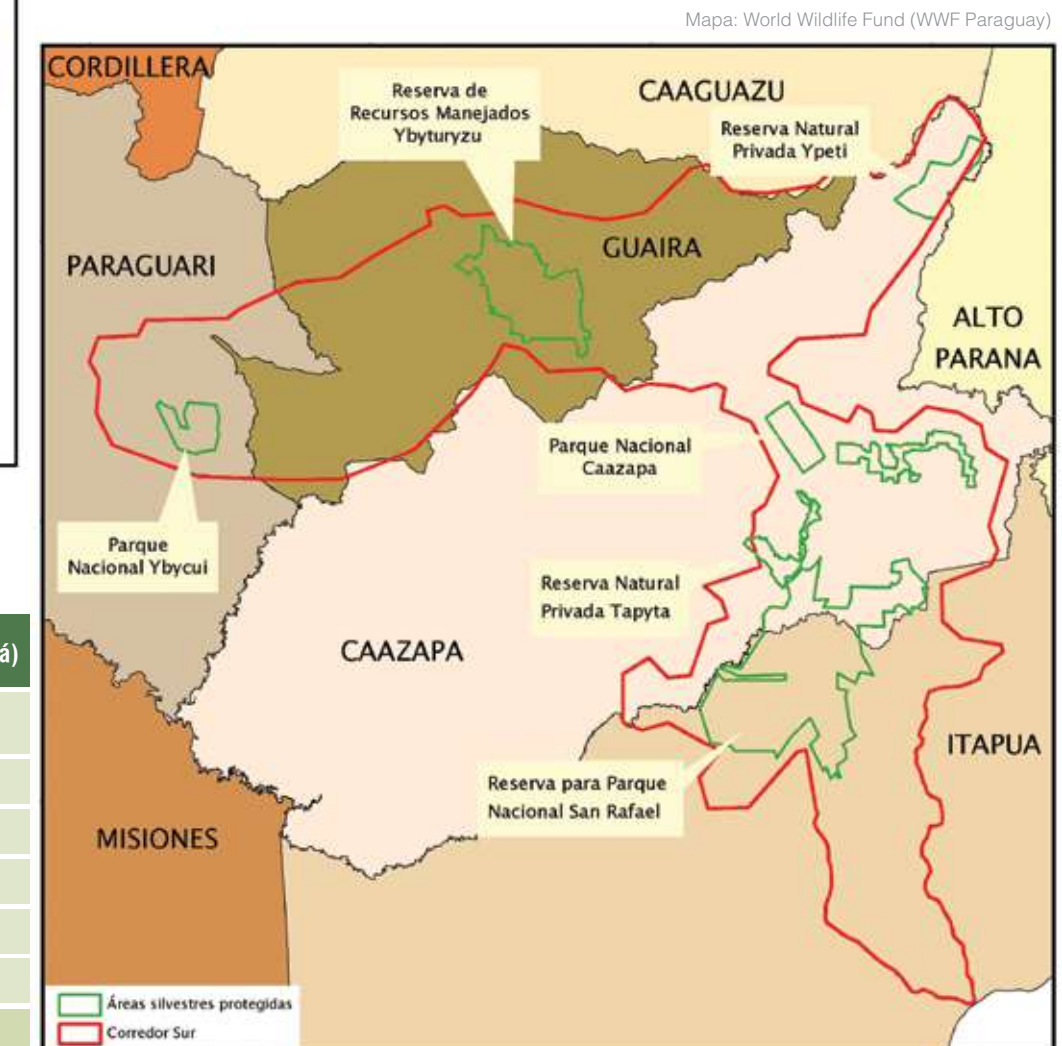 Mapa: World Wildlife Fund (WWF Paraguay)
CORDILLERA
Reserva de
Recursos Manejados
Ybyturyzu
CAAGUAZU
Reserva Natural
Privada Ypeti
PARAGUARI
GUAIRA
ALTO
PARANA
Parque Nacional
Caazapa
Parque
Nacional Ybycui
Reserva Natural
Privada Tapyta
á)
CAAZAPA
ITAPUA
Reserva para Parque
Nacional San Rafael
MISIONES
Áreas silvestres protegidas
Corredor Sur